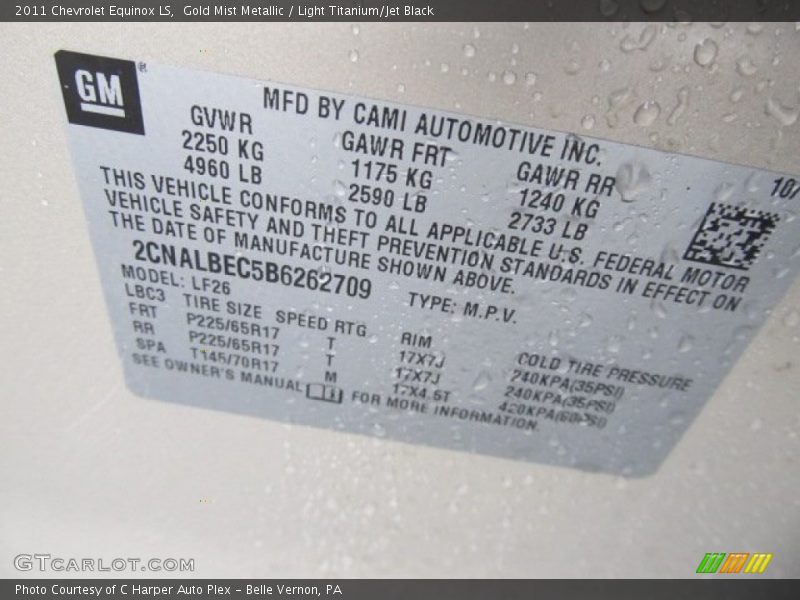 2011 Chevrolet Equinox LS,  Gold Mist Metallic / Light Titanium/Jet Black
GM®
MFD BY CAMI AUTOMOTIVE INC.
GVWR GAWR FRT GAWR RR 10/
2250 KG 1175 KG 1240 KG
4960 LB 2590 LB 2733 LB
THIS VEHICLE CONFORMS TO ALL APPLICABLE U.S. FEDERAL MOTOR
VEHICLE SAFETY AND THEFT PREVENTION STANDARDS IN EFFECT ON
THE DATE OF MANUFACTURE SHOWN ABOVE.
2CNALBEC5B6262709 TYPE: M.P.V.
MODEL: LF26
LBC3 TIRE SIZE SPEED RTG RIM COLD TIRE PRESSURE
FRT P225/65R17 T 17X7J 240KPA(35PSI)
RR P225/65R17 T 17X7J 240KPA(35PSI)
SPA T145/70R17 M 17X4.5T 420KPA(60PSI)
SEE OWNER'S MANUAL FOR MORE INFORMATION
GTcarlot.com
Photo Courtesy of C Harper Auto Plex – Belle Vernon, PA